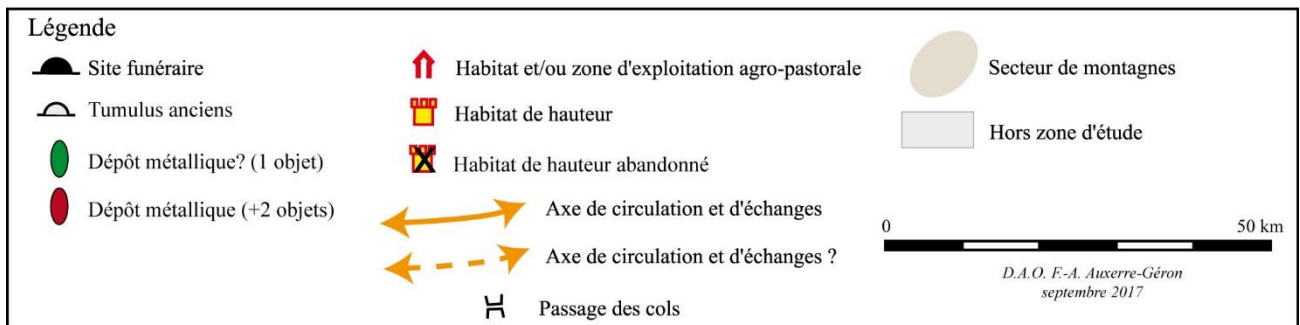 Légende
Site funéraire
Tumulus anciens
Dépôt métallique? (1 objet)
Dépôt métallique (+2 objets)
Habitat et/ou zone d'exploitation agro-pastorale
Habitat de hauteur
Habitat de hauteur abandonné
Axe de circulation et d'échanges
Axe de circulation et d'échanges ?
Passage des cols
Secteur de montagnes
Hors zone d'étude
0 50 km
D.A.O. F.-A. Auxerre-Géron
septembre 2017